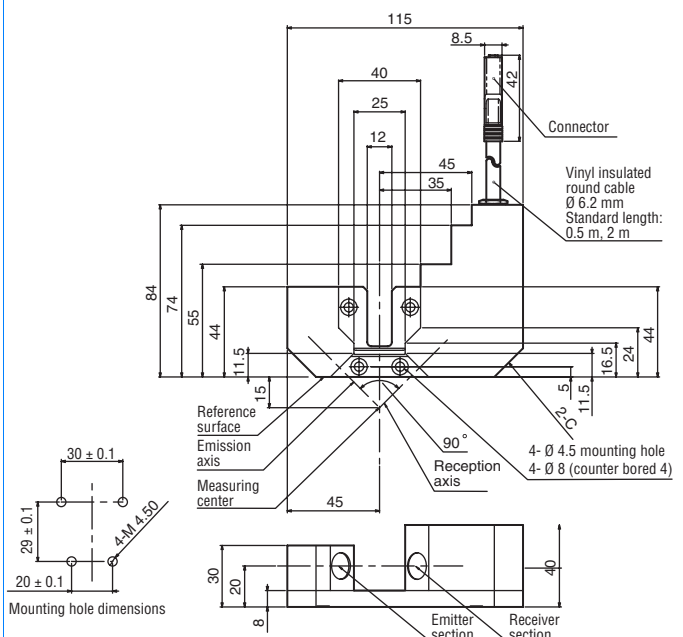 115
8.5
40
42
25
Connector
12
45
35
Vinyl insulated
round cable
Ø 6.2 mm
Standard length:
0.5 m, 2 m
84
74
55
44
11.5
15
44
24
16.5
5
11.5
2-C
Reference
surface
Emission
axis
Measuring
center
90°
Reception
axis
4- Ø 4.5 mounting hole
4- Ø 8 (counter bored 4)
45
30 ± 0.1
29 ± 0.1
4-M 4.50
20 ± 0.1
Mounting hole dimensions
30
20
8
40
Emitter
section
Receiver
section